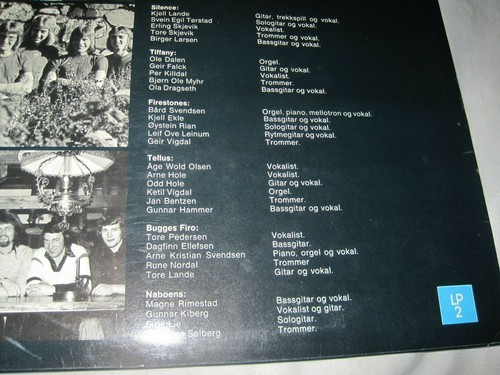 Silence:
Kjell Lande Gitar, trekkspill og vokal.
Svein Egil Tørstad Sologitar og vokal.
Erling Skjevik Vokalist.
Tore Skjevik Trommer og vokal.
Birger Larsen Bassgitar og vokal.
Tiffany:
Ole Dalen Orgel.
Geir Falck Gitar og vokal.
Per Killdal Vokalist.
Bjørn Ole Myhr Trommer.
Ola Dragseth Bassgitar og vokal.
Firestones:
Bård Svendsen Orgel, piano, mellotron og vokal.
Kjell Ekle Bassgitar og vokal.
Øystein Rian Sologitar og vokal.
Leif Ove Leinum Rytmegitar og vokal.
Geir Vigdal Trommer.
Tellus:
Åge Wold Olsen Vokalist.
Arne Hole Vokalist.
Odd Hole Gitar og vokal.
Ketil Vigdal Orgel.
Jan Bentzen Trommer.
Gunnar Hammer Bassgitar og vokal.
Bugges Firo:
Tore Pedersen Vokalist.
Dagfinn Ellefsen Bassgitar.
Arne Kristian Svendsen Piano, orgel og vokal.
Rune Nordal Trommer
Tore Lande Gitar og vokal.
Naboens:
Magne Rimestad Bassgitar og vokal.
Gunnar Kiberg Vokalist og gitar.
Lie Sologitar.
Solberg Trommer.
LP
2